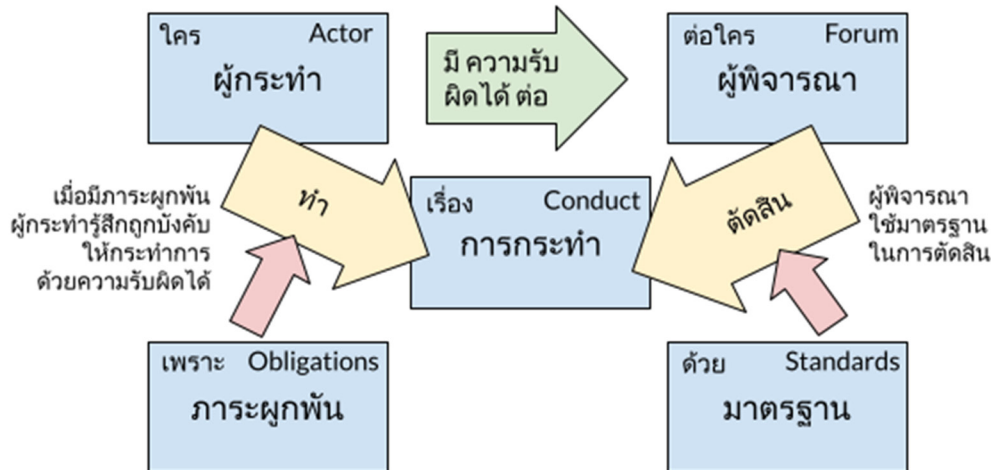 ใคร Actor
ผู้กระทำ
มี ความรับ
ผิดได้ ต่อ
ต่อใคร Forum
ผู้พิจารณา
ทำ
เรื่อง Conduct
การกระทำ
ตัดสิน
เมื่อมีภาระผูกพัน
ผู้กระทำรู้สึกถูกบังคับ
ให้กระทำการ
ด้วยความรับผิดได้
ผู้พิจารณา
ใช้มาตรฐาน
ในการตัดสิน
เพราะ Obligations
ภาระผูกพัน
ด้วย Standards
มาตรฐาน